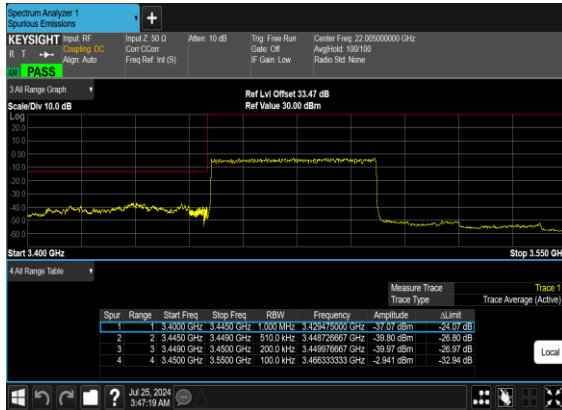 Spectrum Analyzer 1
Spurious Emissions
+
KEYSIGHT Input: RF Input Z: 50 Ω Atten: 10 dB Trig: Free Run Center Freq: 22.005000000 GHz
R T Coupling: DC Corr CCorr Gate: Off Avg|Hold: 100/100
Align: Auto Freq Ref: Int (S) IF Gain: Low Radio Std: None
LXI PASS
3 All Range Graph
Ref Lvl Offset 33.47 dB
Scale/Div 10.0 dB Ref Value 30.00 dBm
Log
20.0
10.0
0.00
-10.0
-20.0
-30.0
-40.0
-50.0
-60.0
Start 3.400 GHz Stop 3.550 GH
4 All Range Table
Measure Trace Trace 1
Trace Type Trace Average (Active)
Spur Range Start Freq Stop Freq RBW Frequency Amplitude ΔLimit
1 1 3.4000 GHz 3.4450 GHz 1.000 MHz 3.429475000 GHz -37.07 dBm -24.07 dB
2 2 3.4450 GHz 3.4490 GHz 510.0 kHz 3.448726667 GHz -39.80 dBm -26.80 dB
3 3 3.4490 GHz 3.4500 GHz 200.0 kHz 3.449976667 GHz -39.97 dBm -26.97 dB
4 4 3.4500 GHz 3.5500 GHz 100.0 kHz 3.466333333 GHz -2.941 dBm -32.94 dB
Local
? Jul 25, 2024
3:47:19 AM